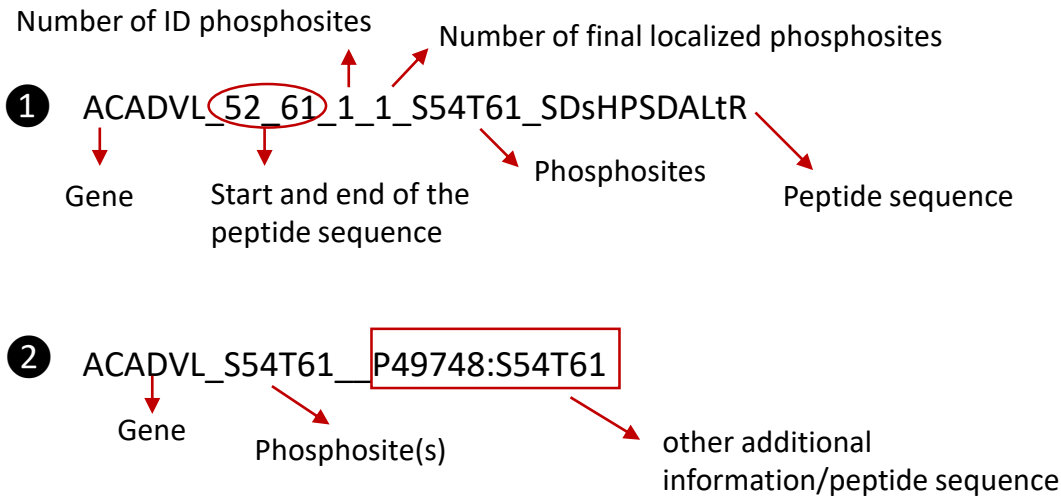 Number of ID phosphosites
Number of final localized phosphosites
❶ ACADVL_52_61_1_1_S54T61_SDsHPSDALtR
Gene
Start and end of the
peptide sequence
Phosphosites
Peptide sequence
❷ ACADVL_S54T61__P49748:S54T61
Gene
Phosphosite(s)
other additional
information/peptide sequence